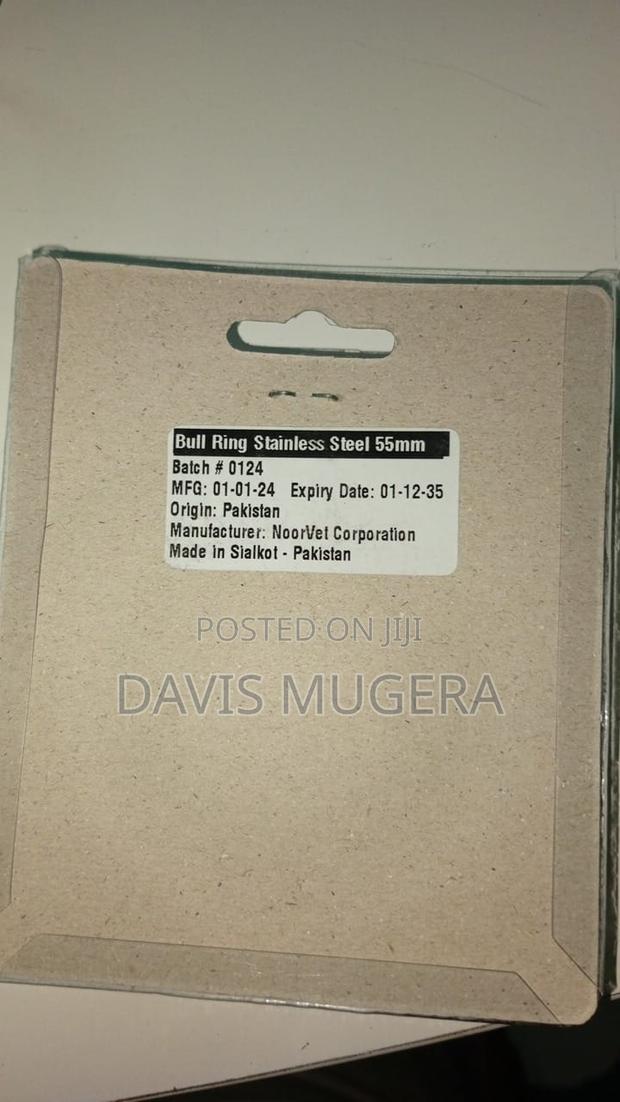 Bull Ring Stainless Steel 55mm
Batch # 0124
MFG: 01-01-24 Expiry Date: 01-12-35
Origin: Pakistan
Manufacturer: NoorVet Corporation
Made in Sialkot - Pakistan
POSTED ON JIJI
DAVIS MUGERA